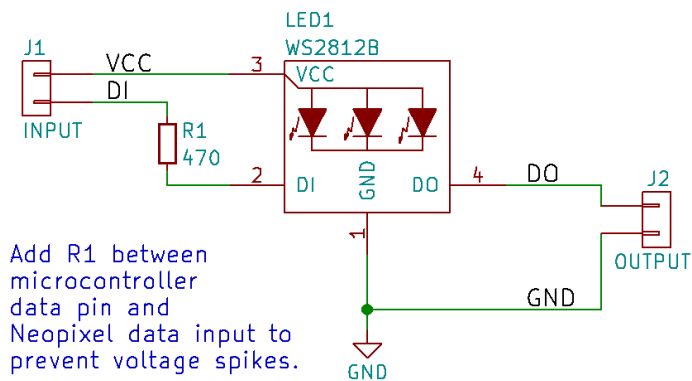 LED1
WS2812B
J1
VCC
3
VCC
DI
INPUT
R1
470
2
DI
GND
DO
4
DO
J2
1
OUTPUT
GND
GND
Add R1 between
microcontroller
data pin and
Neopixel data input to
prevent voltage spikes.